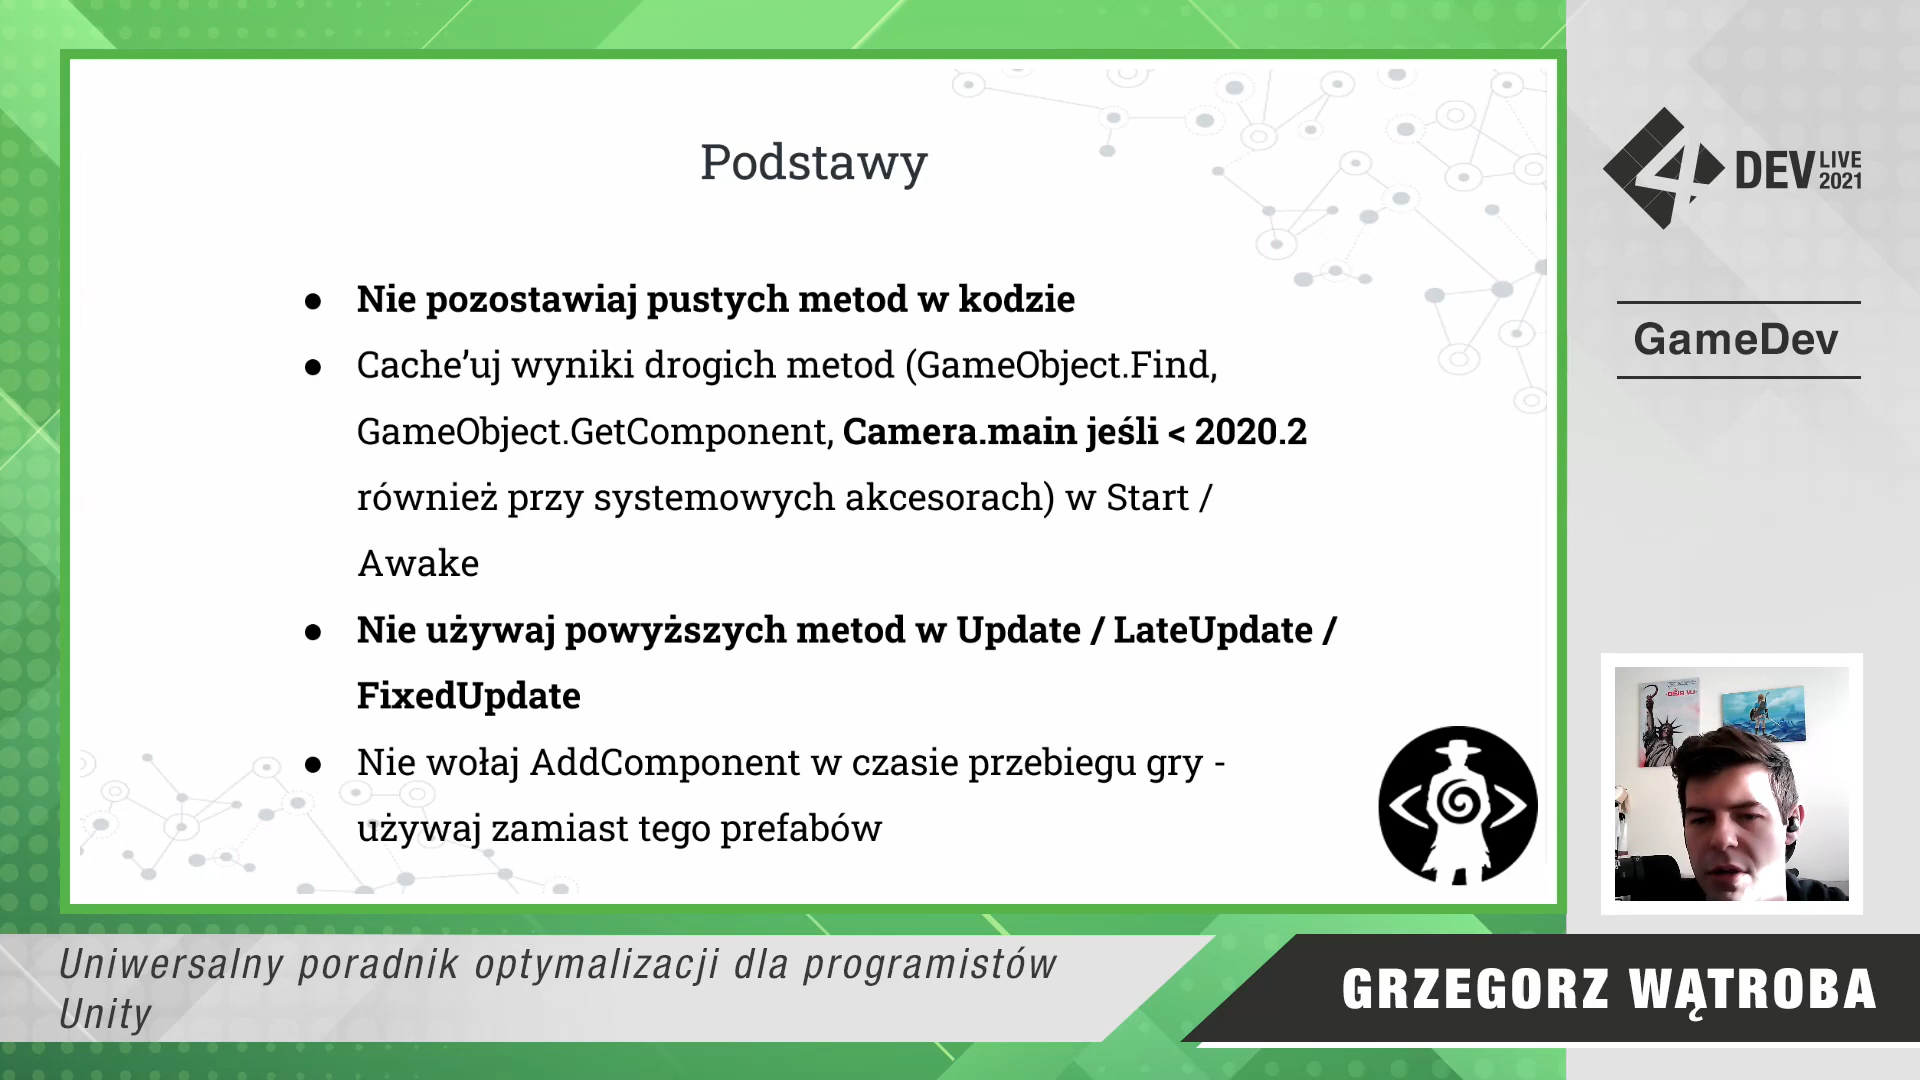 Podstawy
● Nie pozostawiaj pustych metod w kodzie
● Cache’uj wyniki drogich metod (GameObject.Find,
GameObject.GetComponent, Camera.main jeśli < 2020.2
również przy systemowych akcesorach) w Start /
Awake
● Nie używaj powyższych metod w Update / LateUpdate /
FixedUpdate
● Nie wołaj AddComponent w czasie przebiegu gry -
używaj zamiast tego prefabów
4 DEV LIVE
2021
GameDev
Uniwersalny poradnik optymalizacji dla programistów
Unity
GRZEGORZ WĄTROBA